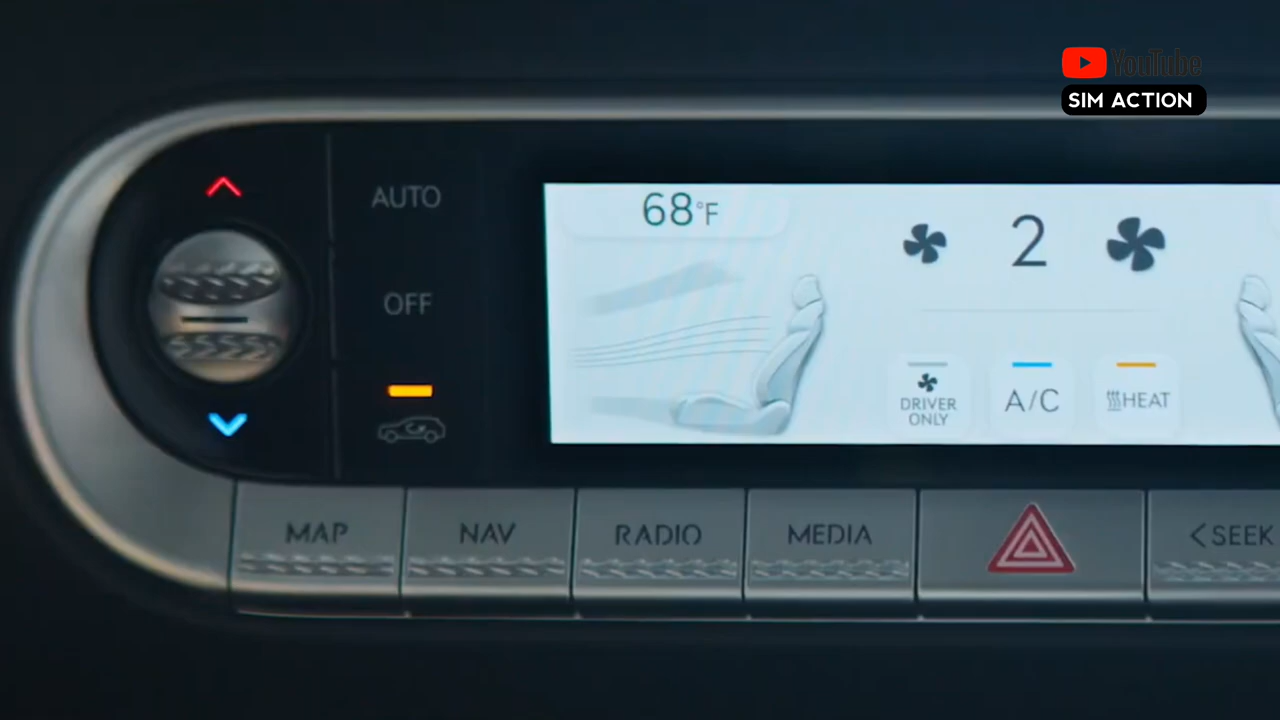 YouTube
SIM ACTION
AUTO
OFF
68°F
2
DRIVER
ONLY
A/C
HEAT
MAP
NAV
RADIO
MEDIA
<SEEK